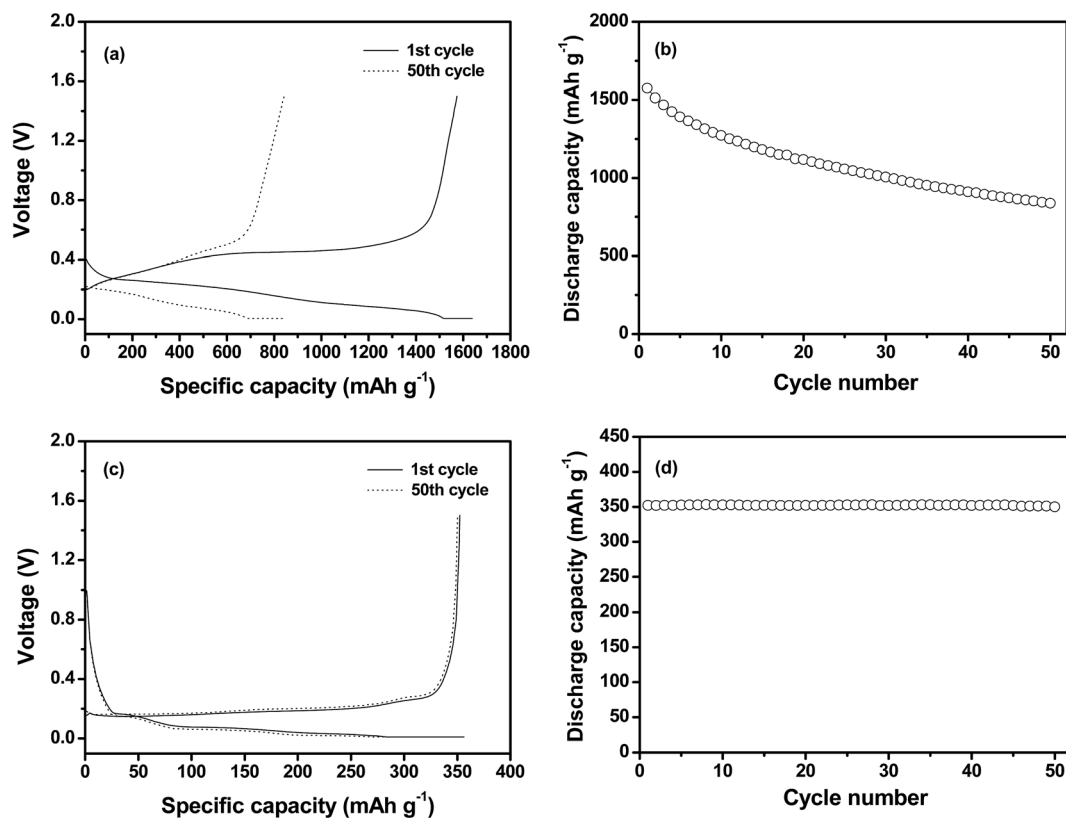 (a)
1st cycle
50th cycle
Voltage (V)
2.0
1.6
1.2
0.8
0.4
0.0
0 200 400 600 800 1000 1200 1400 1600 1800
Specific capacity (mAh g⁻¹)
(b)
Discharge capacity (mAh g⁻¹)
2000
1500
1000
500
0
0 10 20 30 40 50
Cycle number
(c)
1st cycle
50th cycle
Voltage (V)
2.0
1.6
1.2
0.8
0.4
0.0
0 50 100 150 200 250 300 350 400
Specific capacity (mAh g⁻¹)
(d)
Discharge capacity (mAh g⁻¹)
450
400
350
300
250
200
150
100
50
0
0 10 20 30 40 50
Cycle number